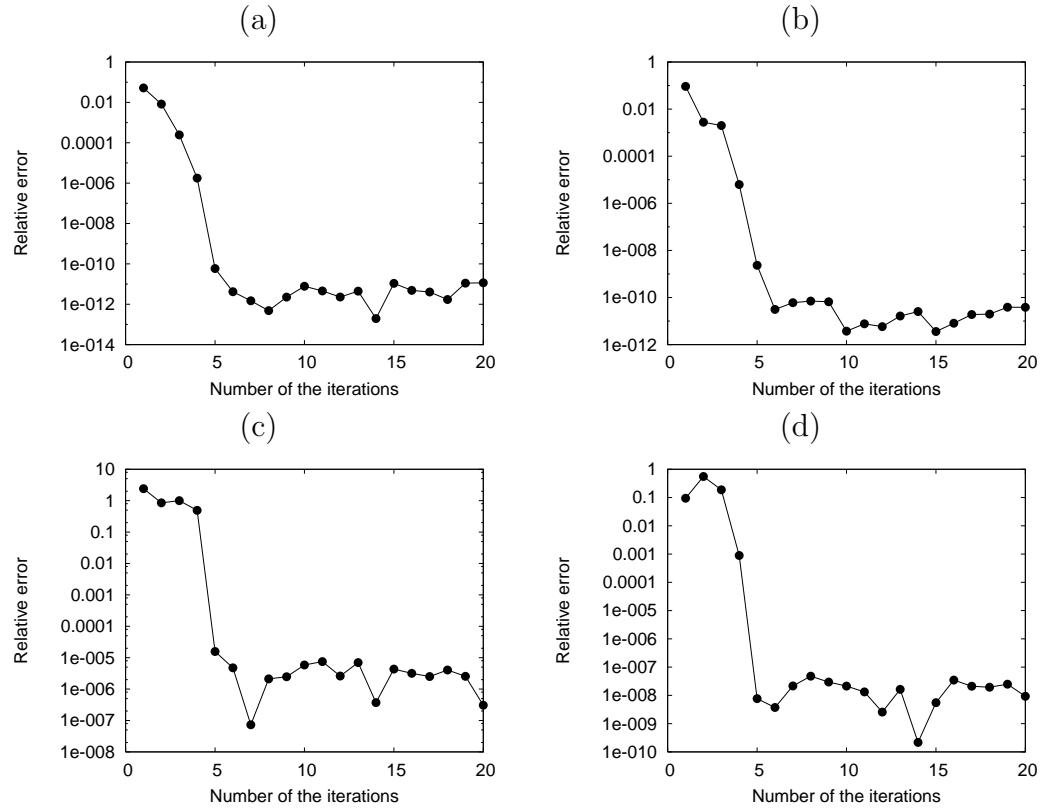 (a)
Relative error
1
0.01
0.0001
1e-006
1e-008
1e-010
1e-012
1e-014
0 5 10 15 20
Number of the iterations
(b)
Relative error
1
0.01
0.0001
1e-006
1e-008
1e-010
1e-012
0 5 10 15 20
Number of the iterations
(c)
Relative error
10
1
0.1
0.01
0.001
0.0001
1e-005
1e-006
1e-007
1e-008
0 5 10 15 20
Number of the iterations
(d)
Relative error
1
0.1
0.01
0.001
0.0001
1e-005
1e-006
1e-007
1e-008
1e-009
1e-010
0 5 10 15 20
Number of the iterations